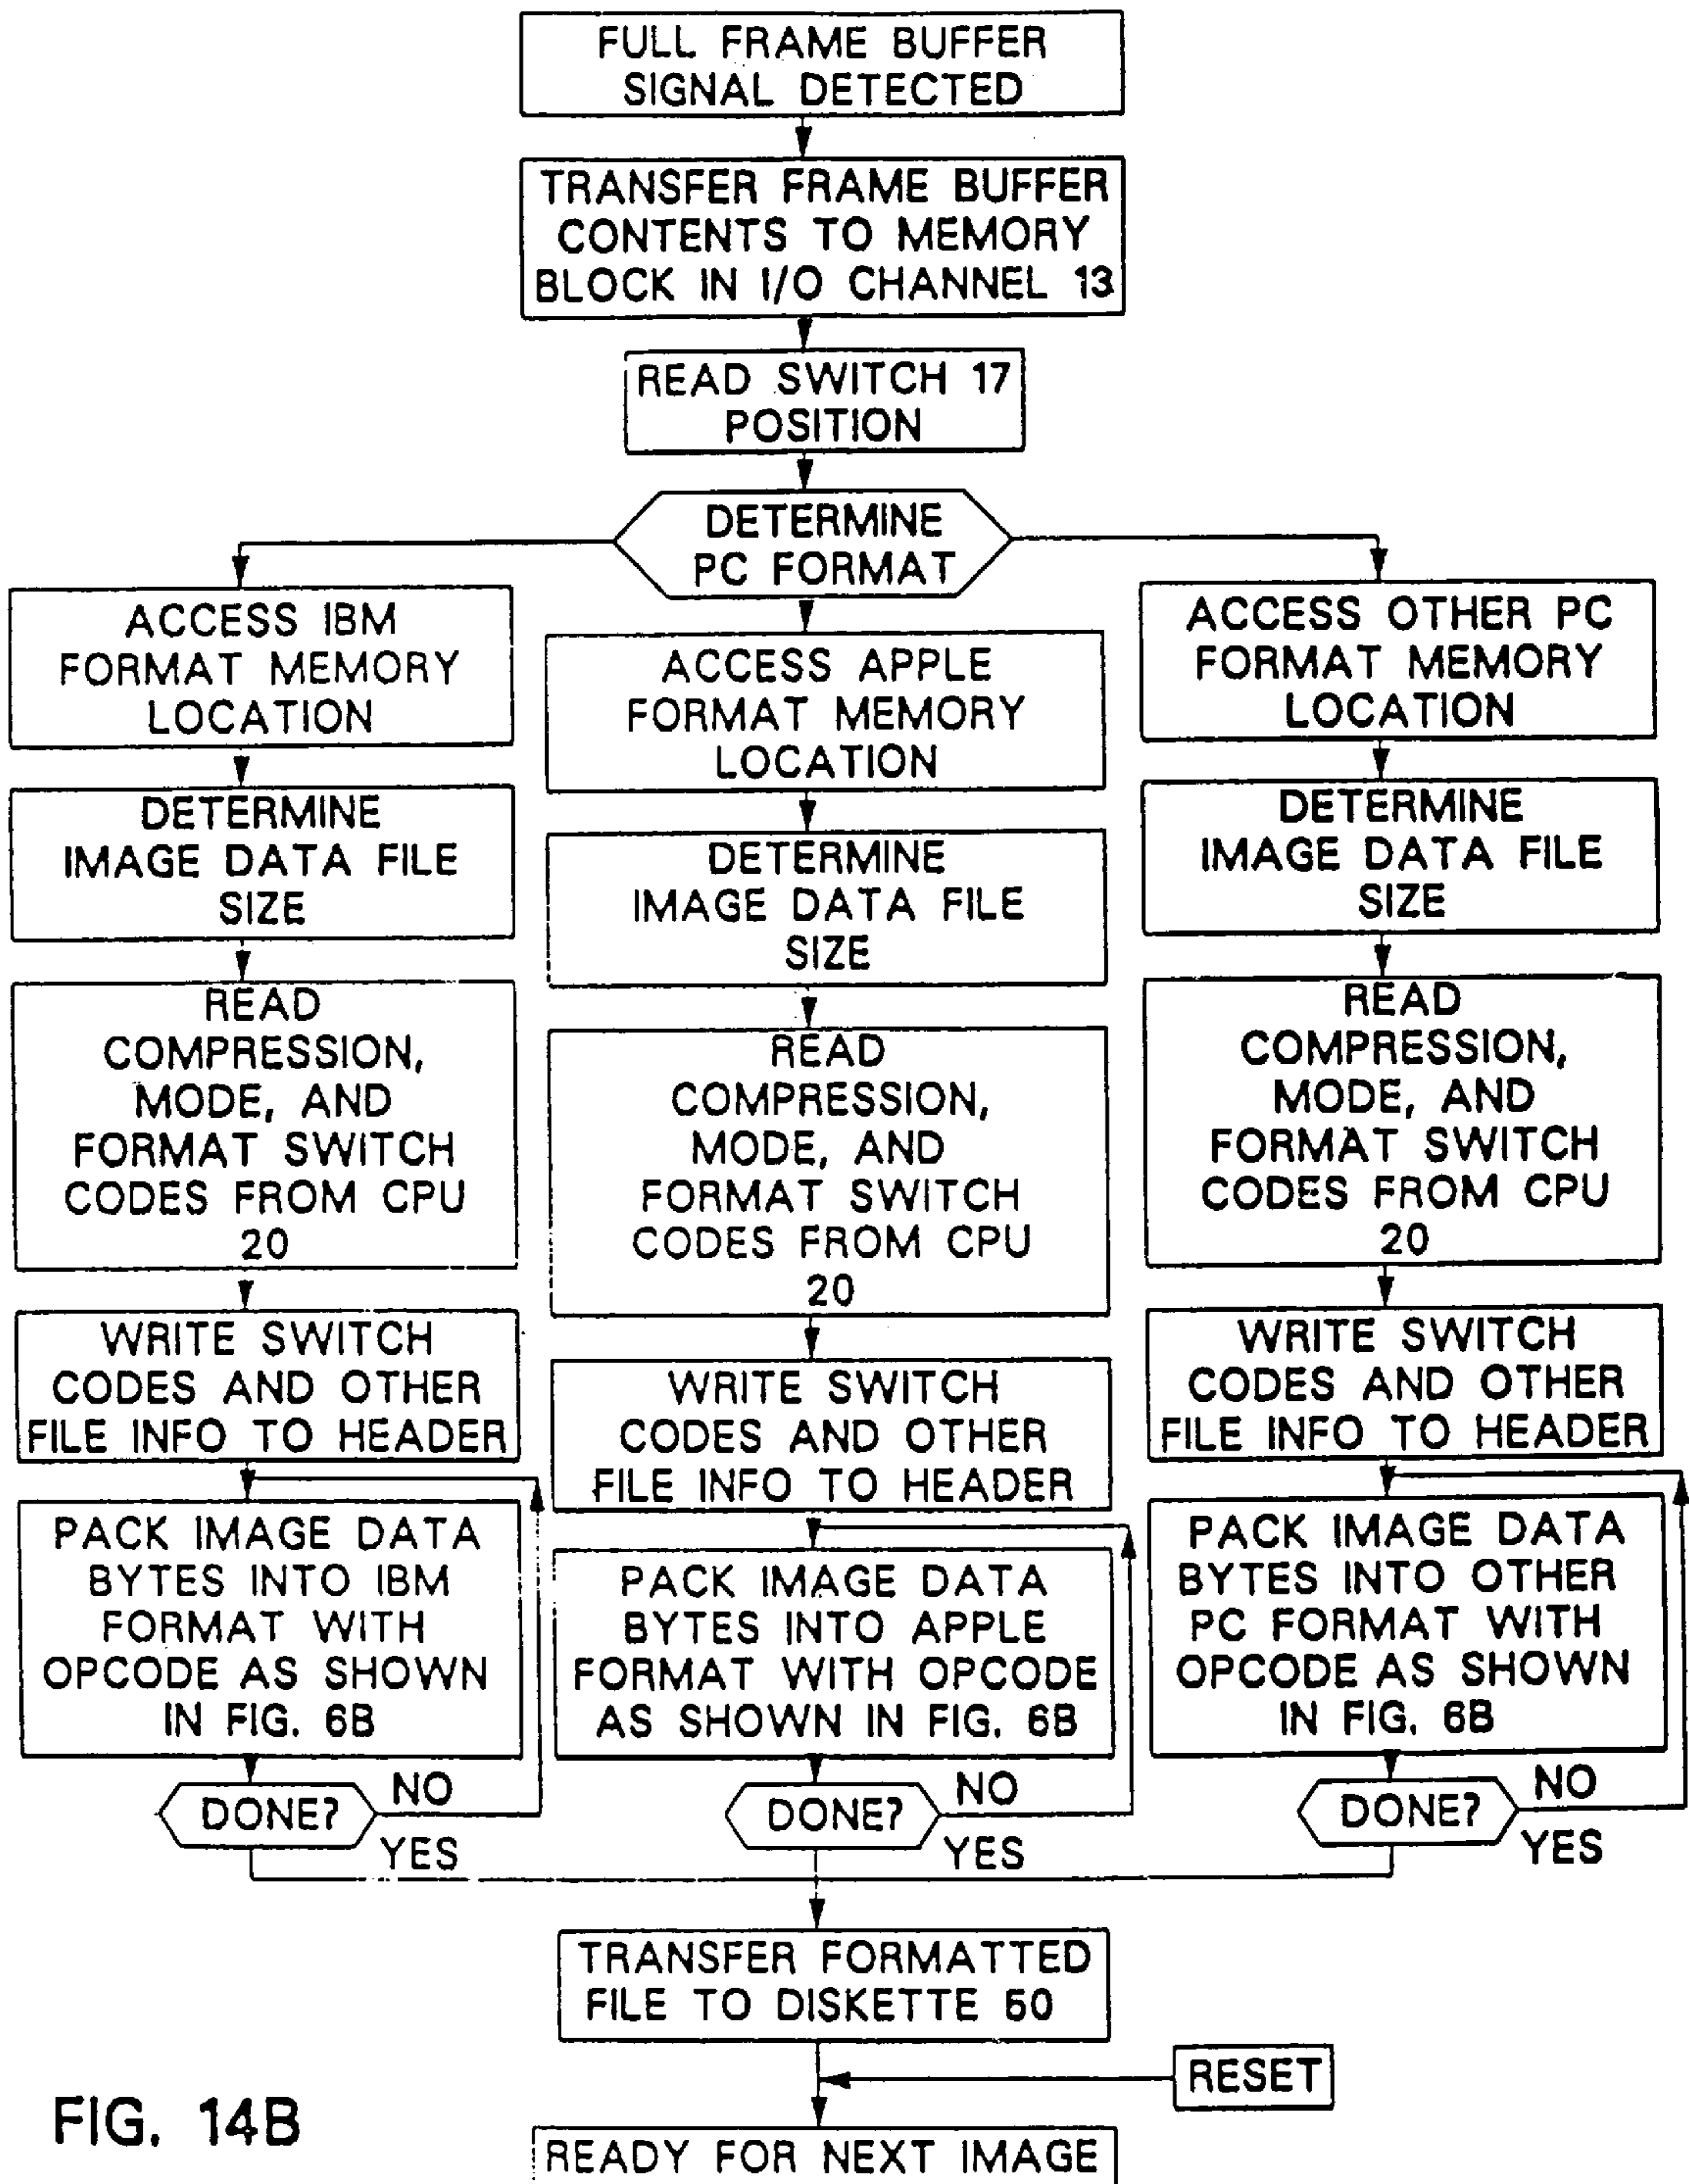 FULL FRAME BUFFER
SIGNAL DETECTED
TRANSFER FRAME BUFFER
CONTENTS TO MEMORY
BLOCK IN I/O CHANNEL 13
READ SWITCH 17
POSITION
DETERMINE
PC FORMAT
ACCESS IBM
FORMAT MEMORY
LOCATION
DETERMINE
IMAGE DATA FILE
SIZE
READ
COMPRESSION,
MODE, AND
FORMAT SWITCH
CODES FROM CPU
20
WRITE SWITCH
CODES AND OTHER
FILE INFO TO HEADER
PACK IMAGE DATA
BYTES INTO IBM
FORMAT WITH
OPCODE AS SHOWN
IN FIG. 6B
DONE?
NO
YES
ACCESS APPLE
FORMAT MEMORY
LOCATION
DETERMINE
IMAGE DATA FILE
SIZE
READ
COMPRESSION,
MODE, AND
FORMAT SWITCH
CODES FROM CPU
20
WRITE SWITCH
CODES AND OTHER
FILE INFO TO HEADER
PACK IMAGE DATA
BYTES INTO APPLE
FORMAT WITH OPCODE
AS SHOWN IN FIG. 6B
DONE?
NO
YES
ACCESS OTHER PC
FORMAT MEMORY
LOCATION
DETERMINE
IMAGE DATA FILE
SIZE
READ
COMPRESSION,
MODE, AND
FORMAT SWITCH
CODES FROM CPU
20
WRITE SWITCH
CODES AND OTHER
FILE INFO TO HEADER
PACK IMAGE DATA
BYTES INTO OTHER
PC FORMAT WITH
OPCODE AS SHOWN
IN FIG. 6B
DONE?
NO
YES
TRANSFER FORMATTED
FILE TO DISKETTE 50
RESET
READY FOR NEXT IMAGE
FIG. 14B